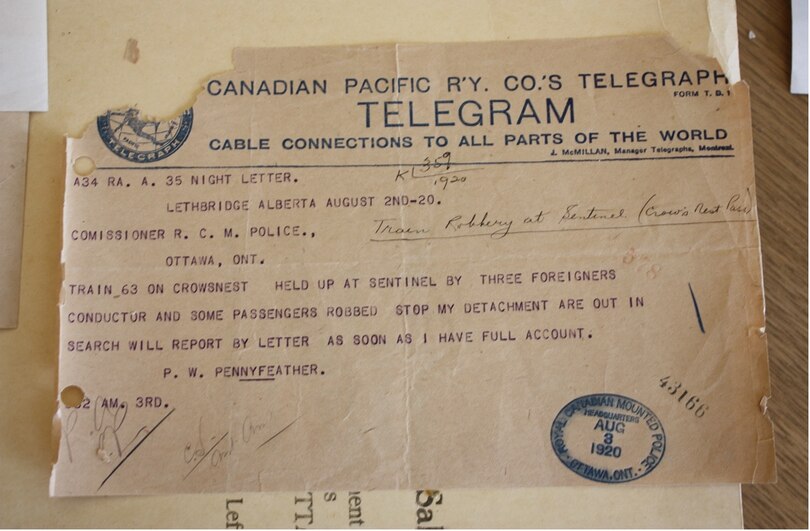 CANADIAN PACIFIC R'Y. CO.'S TELEGRAPH
FORM T. D. 1
TELEGRAM
TELEGRAPH
CABLE CONNECTIONS TO ALL PARTS OF THE WORLD
J. McMILLAN, Manager Telegraphs, Montreal.
A34 RA. A. 35 NIGHT LETTER.
K 359
1920
LETHBRIDGE ALBERTA AUGUST 2ND-20.
COMISSIONER R. C. M. POLICE.,
Train Robbery at Sentinel (Crow's Nest Pass)
OTTAWA, ONT.
TRAIN 63 ON CROWSNEST HELD UP AT SENTINEL BY THREE FOREIGNERS
CONDUCTOR AND SOME PASSENGERS ROBBED STOP MY DETACHMENT ARE OUT IN
SEARCH WILL REPORT BY LETTER AS SOON AS I HAVE FULL ACCOUNT.
P. W. PENNYFEATHER.
32 AM. 3RD.
43166
ROYAL CANADIAN MOUNTED POLICE
HEADQUARTERS
AUG
3
1920
OTTAWA, ONT.